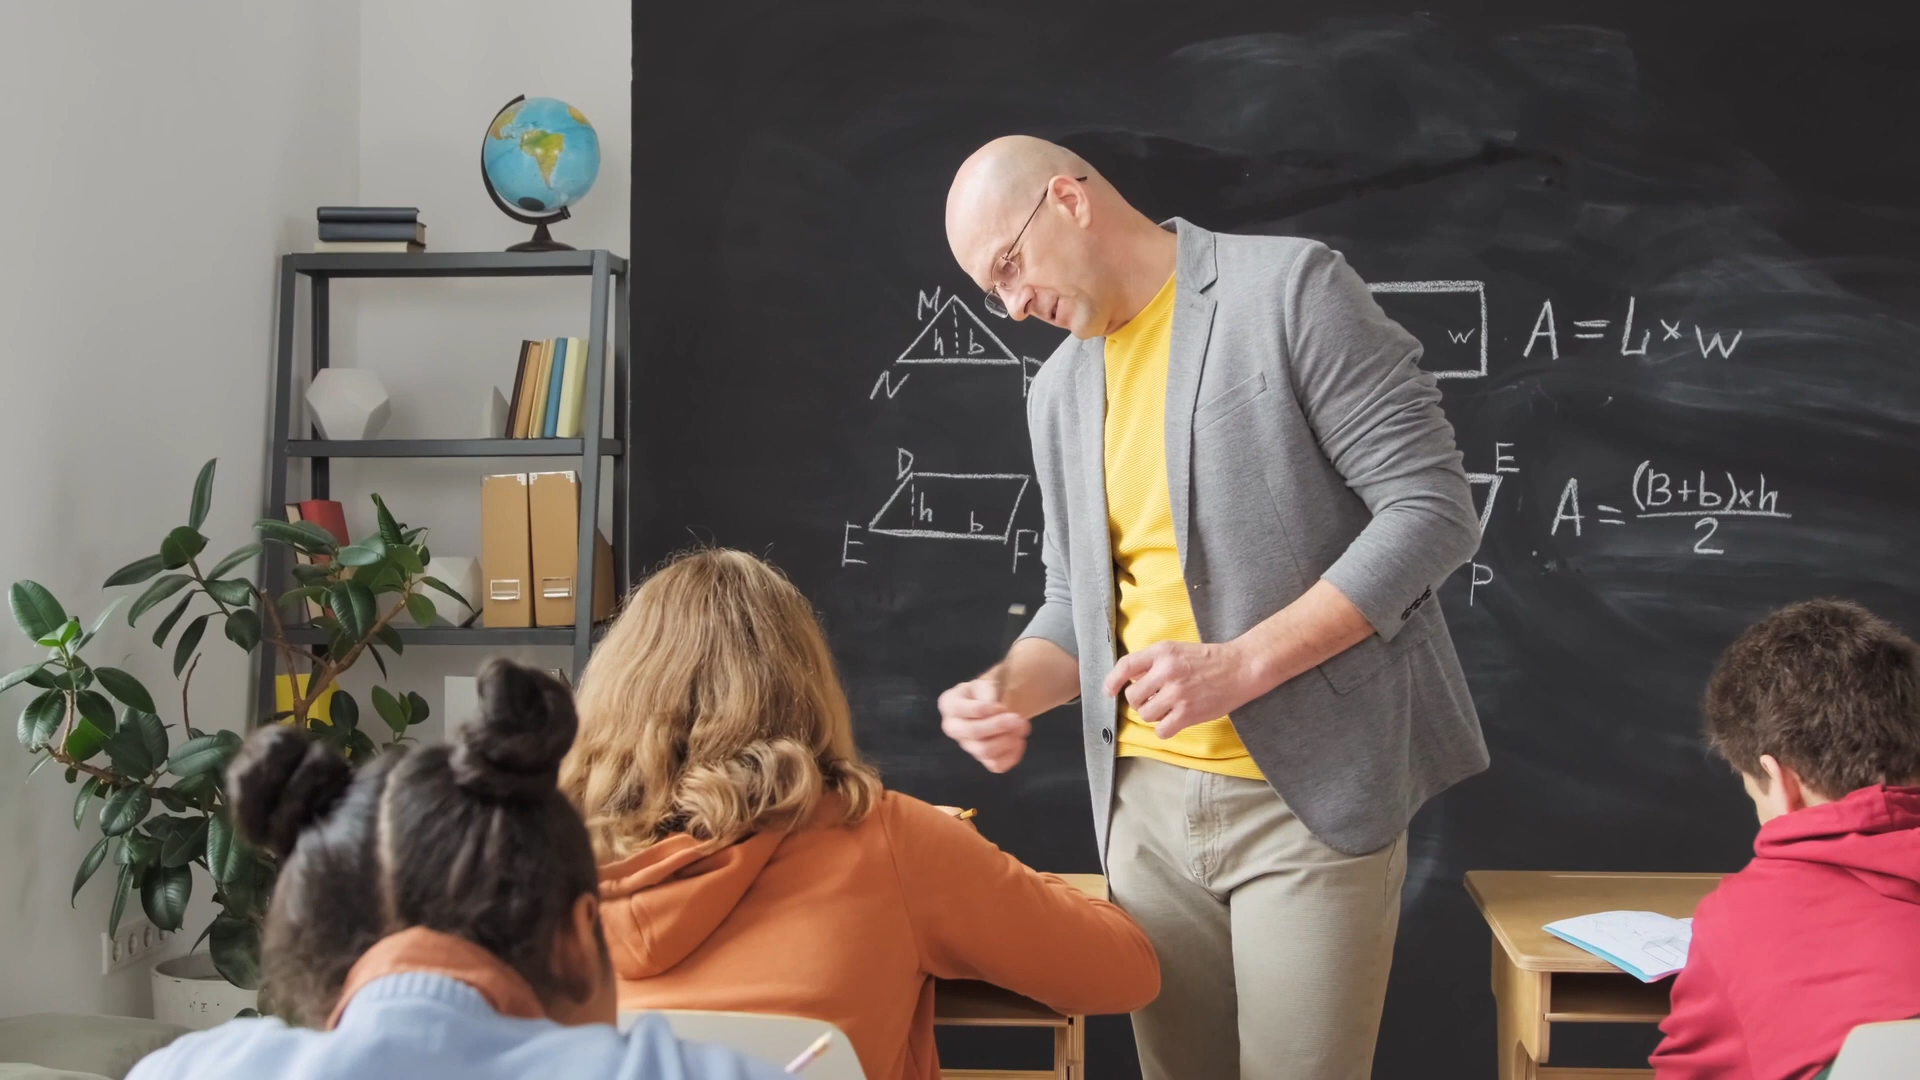 M
h b
N
w
A = L × w
D
h b
E F
E
P
A = (B+b)×h
2